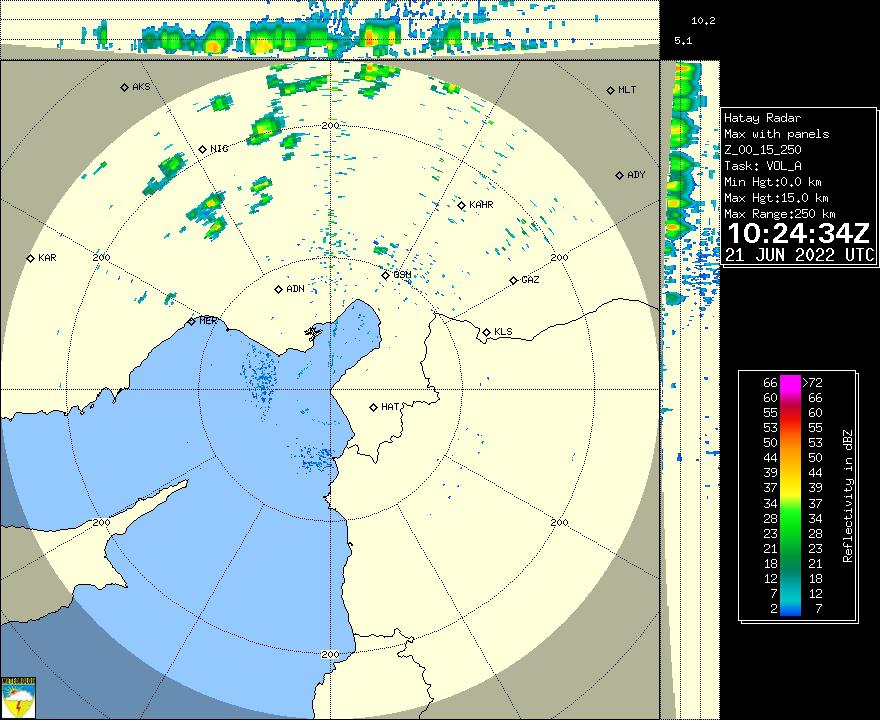 10.2
5.1
AKS
MLT
200
NIG
ADY
KAHR
KAR
200
200
GSM
GAZ
ADN
MER
KLS
HAT
200
200
200
Hatay Radar
Max with panels
Z_00_15_250
Task: VOL_A
Min Hgt:0.0 km
Max Hgt:15.0 km
Max Range:250 km
10:24:34Z
21 JUN 2022 UTC
66 >72
60 66
55 60
53 55
50 53
44 50
39 44
37 39
34 37
28 34
23 28
21 23
18 21
12 18
7 12
2 7
Reflectivity in dBZ